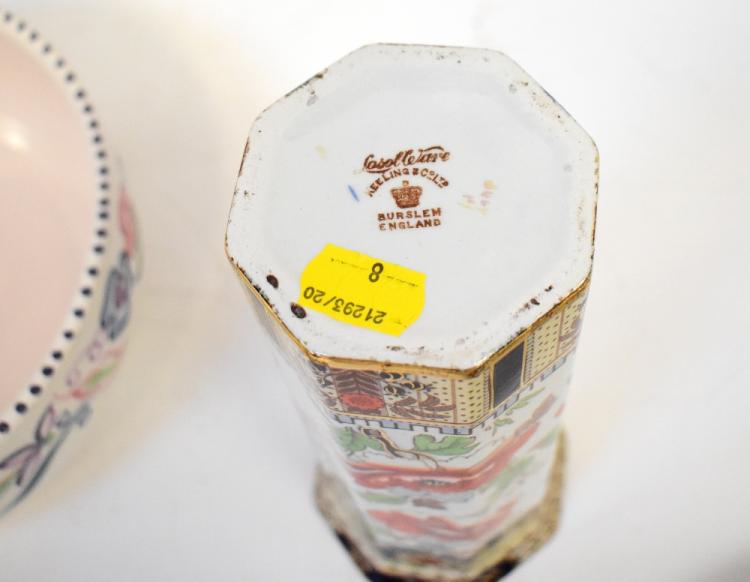 Losol Ware
KEELING & Co LTD
BURSLEM
ENGLAND
8
21293/20